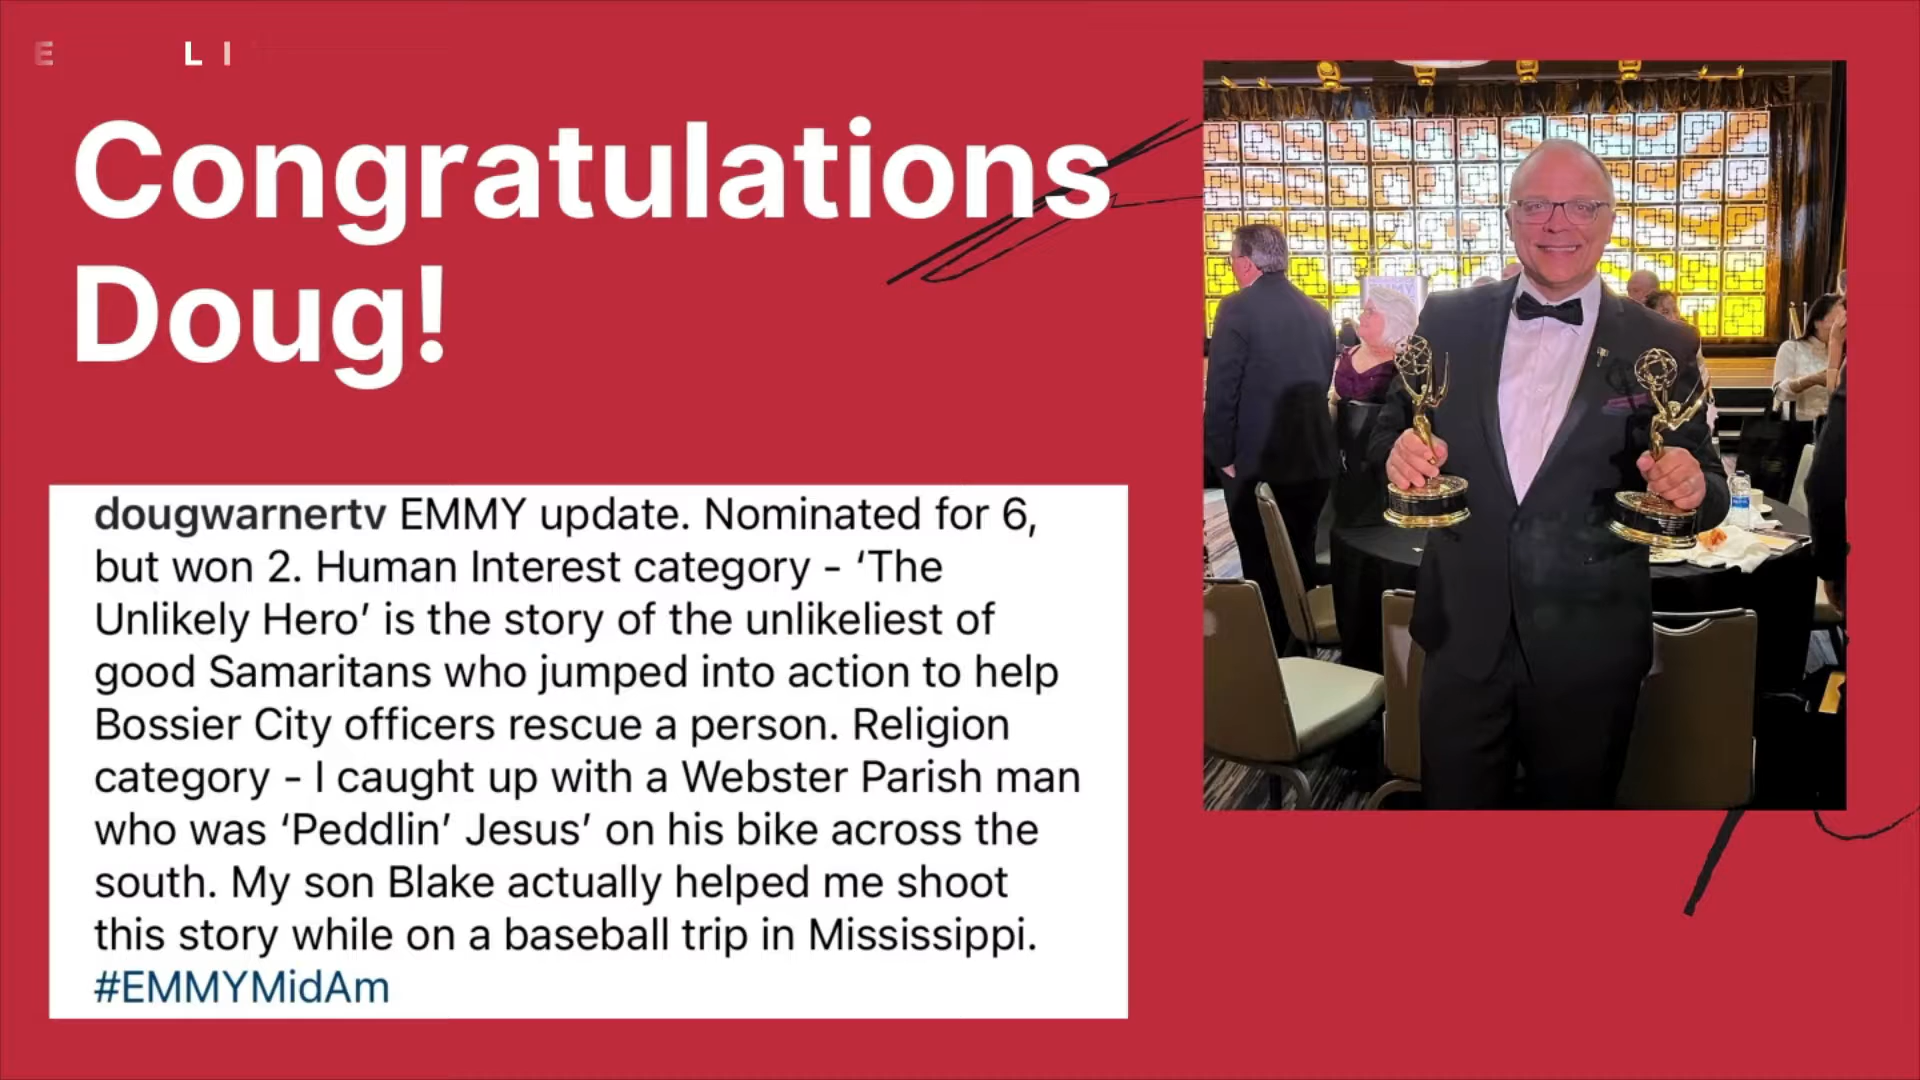 E LI
Congratulations
Doug!
dougwarnertv EMMY update. Nominated for 6,
but won 2. Human Interest category - ‘The
Unlikely Hero’ is the story of the unlikeliest of
good Samaritans who jumped into action to help
Bossier City officers rescue a person. Religion
category - I caught up with a Webster Parish man
who was ‘Peddlin’ Jesus’ on his bike across the
south. My son Blake actually helped me shoot
this story while on a baseball trip in Mississippi.
#EMMYMidAm
EMMY